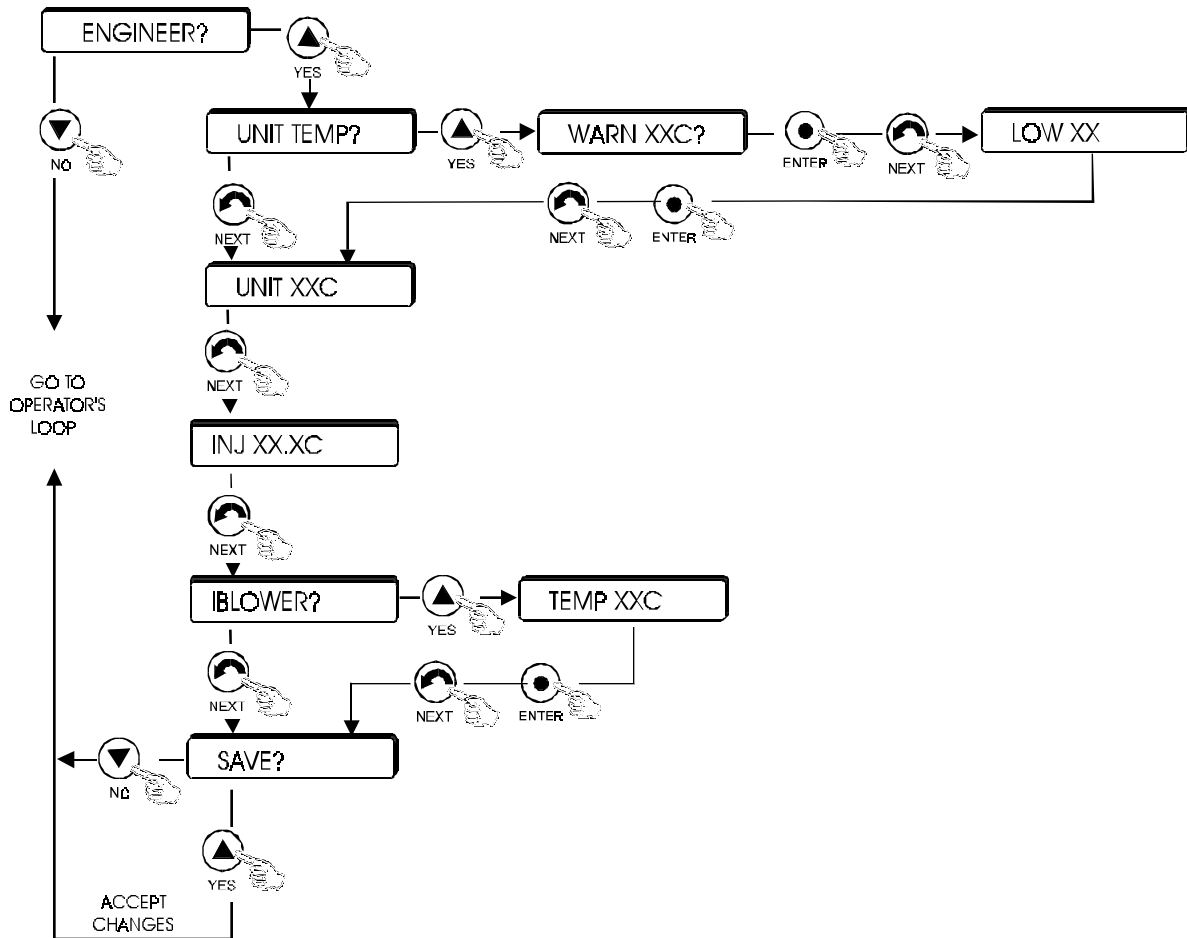 ENGINEER?
YES
NO
UNIT TEMP?
YES
WARN XXC?
ENTER
NEXT
LOW XX
NEXT
NEXT
ENTER
UNIT XXC
NEXT
GO TO
OPERATOR'S
LOOP
INJ XX.XC
NEXT
IBLOWER?
YES
TEMP XXC
NEXT
NEXT
ENTER
SAVE?
NO
YES
ACCEPT
CHANGES